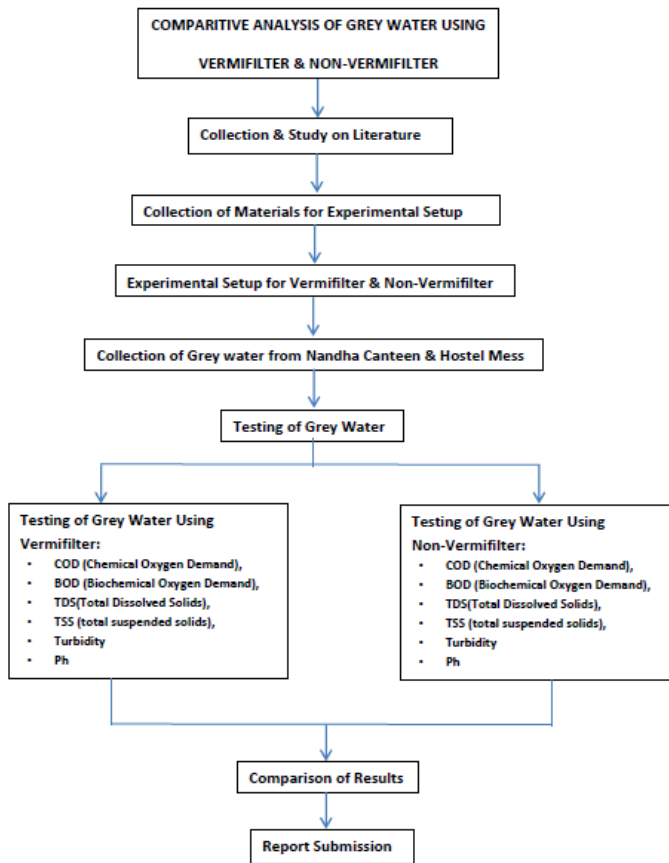 COMPARITIVE ANALYSIS OF GREY WATER USING
VERMIFILTER & NON-VERMIFILTER
Collection & Study on Literature
Collection of Materials for Experimental Setup
Experimental Setup for Vermifilter & Non-Vermifilter
Collection of Grey water from Nandha Canteen & Hostel Mess
Testing of Grey Water
Testing of Grey Water Using
Vermifilter:
▪ COD (Chemical Oxygen Demand),
▪ BOD (Biochemical Oxygen Demand),
▪ TDS(Total Dissolved Solids),
▪ TSS (total suspended solids),
▪ Turbidity
▪ Ph
Testing of Grey Water Using
Non-Vermifilter:
▪ COD (Chemical Oxygen Demand),
▪ BOD (Biochemical Oxygen Demand),
▪ TDS(Total Dissolved Solids),
▪ TSS (total suspended solids),
▪ Turbidity
▪ Ph
Comparison of Results
Report Submission